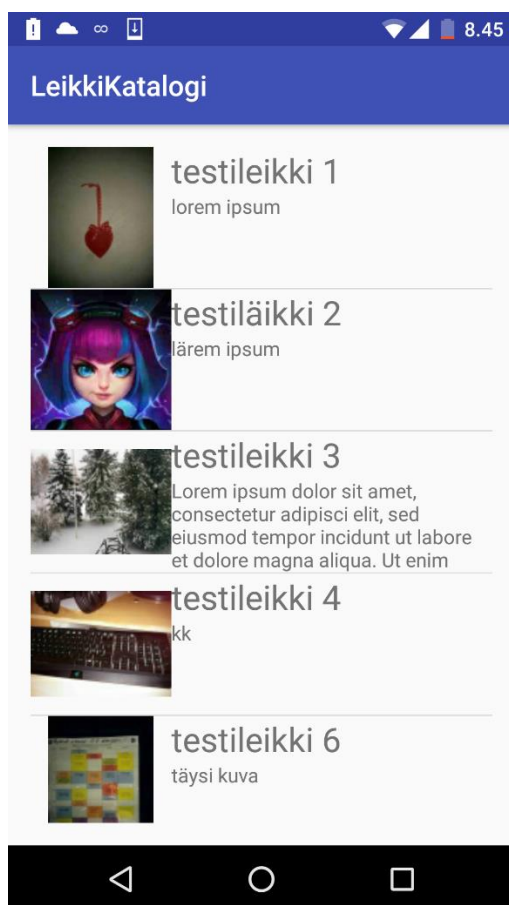 8.45
LeikkiKatalogi
testileikki 1
lorem ipsum
testiläikki 2
lärem ipsum
testileikki 3
Lorem ipsum dolor sit amet,
consectetur adipisci elit, sed
eiusmod tempor incidunt ut labore
et dolore magna aliqua. Ut enim
testileikki 4
kk
testileikki 6
täysi kuva